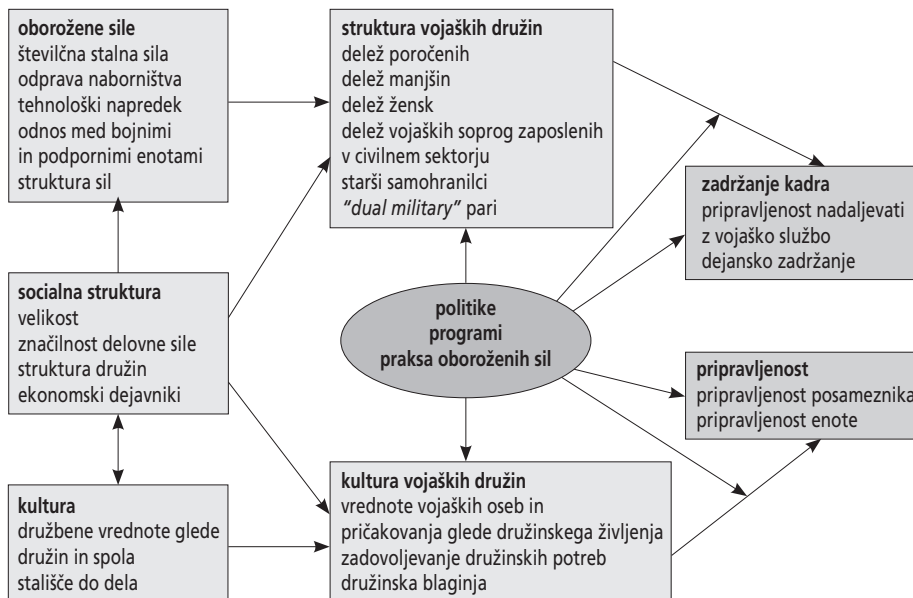 oborožene sile
številčna stalna sila
odprava naborništva
tehnološki napredek
odnos med bojnimi
in podpornimi enotami
struktura sil
socialna struktura
velikost
značilnost delovne sile
struktura družin
ekonomski dejavniki
kultura
družbene vrednote glede
družin in spola
stališče do dela
struktura vojaških družin
delež poročenih
delež manjšin
delež žensk
delež vojaških soprog zaposlenih
v civilnem sektorju
starši samohranilci
“dual military” pari
politike
programi
praksa oboroženih sil
kultura vojaških družin
vrednote vojaških oseb in
pričakovanja glede družinskega življenja
zadovoljevanje družinskih potreb
družinska blaginja
zadržanje kadra
pripravljenost nadaljevati
z vojaško službo
dejansko zadržanje
pripravljenost
pripravljenost posameznika
pripravljenost enote